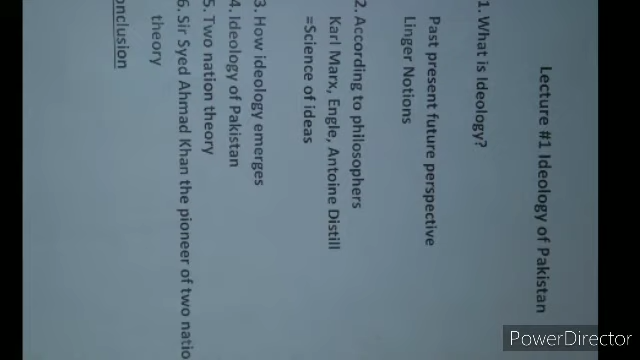 Lecture #1 Ideology of Pakistan
1. What is Ideology?
Past present future perspective
Linger Notions
2. According to philosophers
Karl Marx, Engle, Antoine Distill
=Science of ideas
3. How ideology emerges
4. Ideology of Pakistan
5. Two nation theory
6. Sir Syed Ahmad Khan the pioneer of two natio
theory
onclusion
PowerDirector